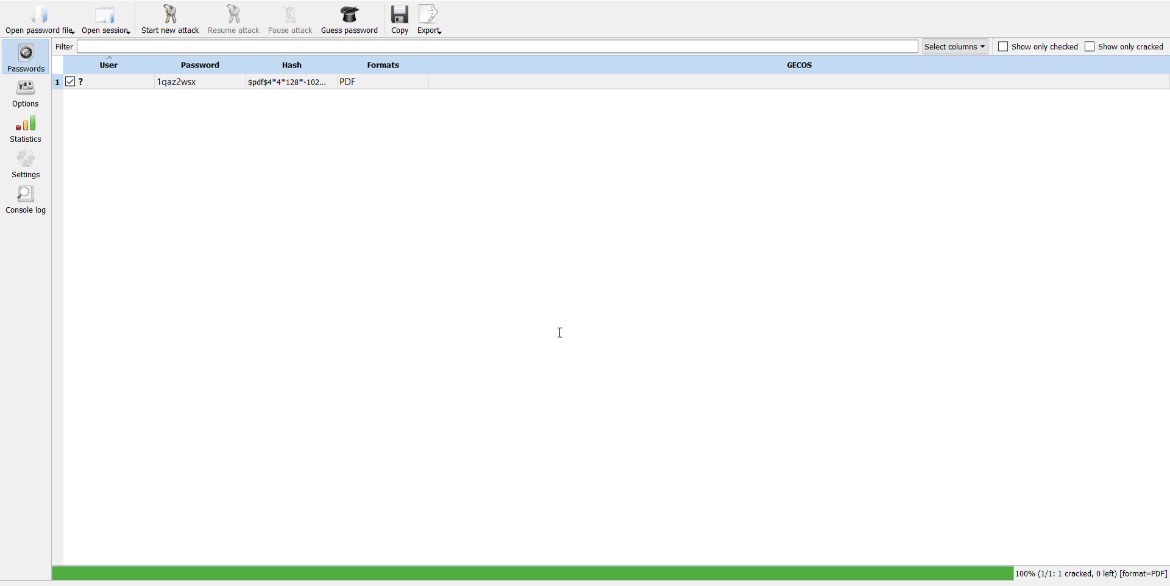 Open password file Open session Start new attack Resume attack Pause attack Guess password Copy Export
Filter Select columns Show only checked Show only cracked
Passwords
User Password Hash Formats GECOS
1 ? 1qaz2wsx $pdf$4*4*128*-102... PDF
Options
Statistics
Settings
Console log
100% (1/1: 1 cracked, 0 left) [format=PDF]